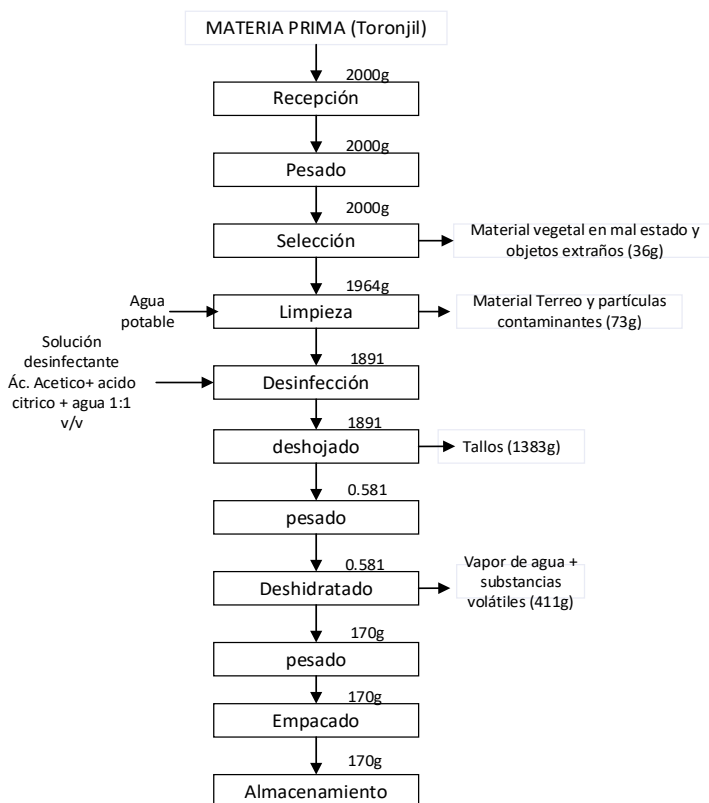 MATERIA PRIMA (Toronjil)
2000g
Recepción
2000g
Pesado
2000g
Selección
Material vegetal en mal estado y
objetos extraños (36g)
1964g
Agua
potable
Limpieza
Material Terreo y partículas
contaminantes (73g)
1891
Solución
desinfectante
Ác. Acetico+ acido
citrico + agua 1:1
v/v
Desinfección
1891
deshojado
Tallos (1383g)
0.581
pesado
0.581
Deshidratado
Vapor de agua +
substancias
volátiles (411g)
170g
pesado
170g
Empacado
170g
Almacenamiento